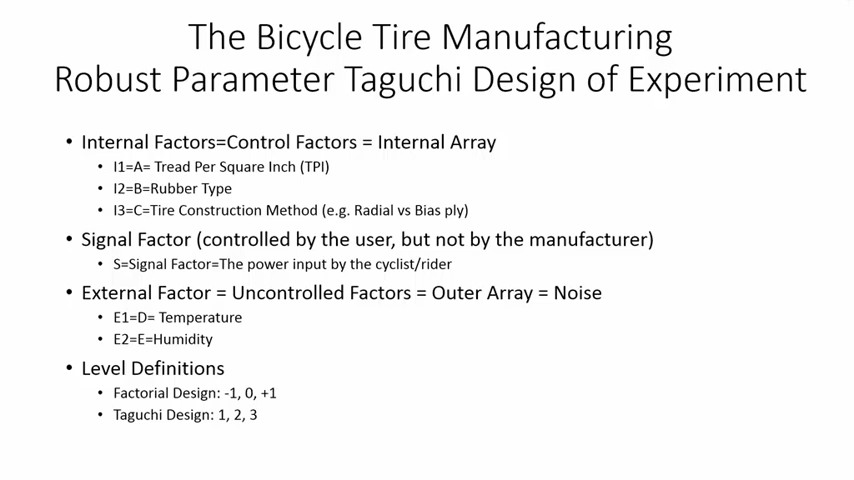 The Bicycle Tire Manufacturing
Robust Parameter Taguchi Design of Experiment
• Internal Factors=Control Factors = Internal Array
• I1=A= Tread Per Square Inch (TPI)
• I2=B=Rubber Type
• I3=C=Tire Construction Method (e.g. Radial vs Bias ply)
• Signal Factor (controlled by the user, but not by the manufacturer)
• S=Signal Factor=The power input by the cyclist/rider
• External Factor = Uncontrolled Factors = Outer Array = Noise
• E1=D= Temperature
• E2=E=Humidity
• Level Definitions
• Factorial Design: -1, 0, +1
• Taguchi Design: 1, 2, 3